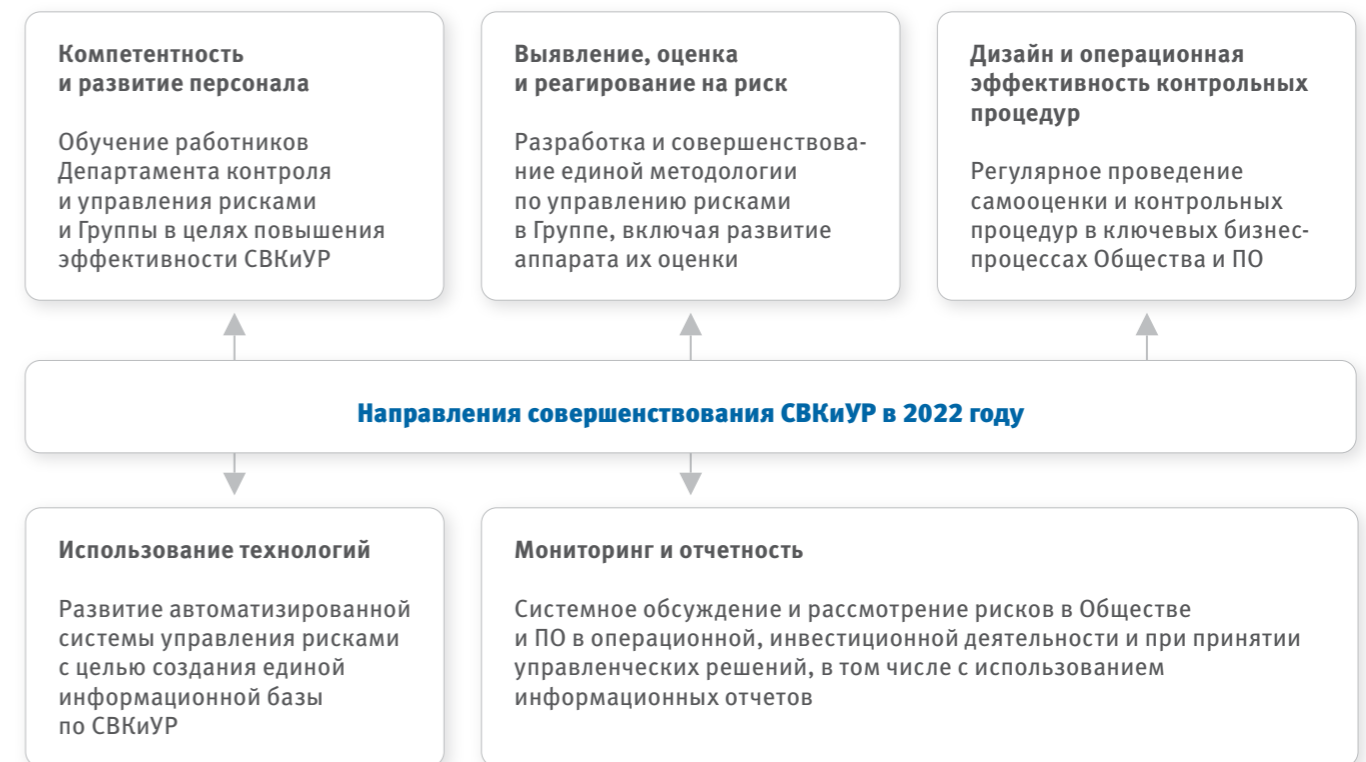 Компетентность
и развитие персонала
Обучение работников
Департамента контроля
и управления рисками
и Группы в целях повышения
эффективности СВКиУР
Выявление, оценка
и реагирование на риск
Разработка и совершенствова-
ние единой методологии
по управлению рисками
в Группе, включая развитие
аппарата их оценки
Дизайн и операционная
эффективность контрольных
процедур
Регулярное проведение
самооценки и контрольных
процедур в ключевых бизнес-
процессах Общества и ПО
Направления совершенствования СВКиУР в 2022 году
Использование технологий
Развитие автоматизированной
системы управления рисками
с целью создания единой
информационной базы
по СВКиУР
Мониторинг и отчетность
Системное обсуждение и рассмотрение рисков в Обществе
и ПО в операционной, инвестиционной деятельности и при принятии
управленческих решений, в том числе с использованием
информационных отчетов